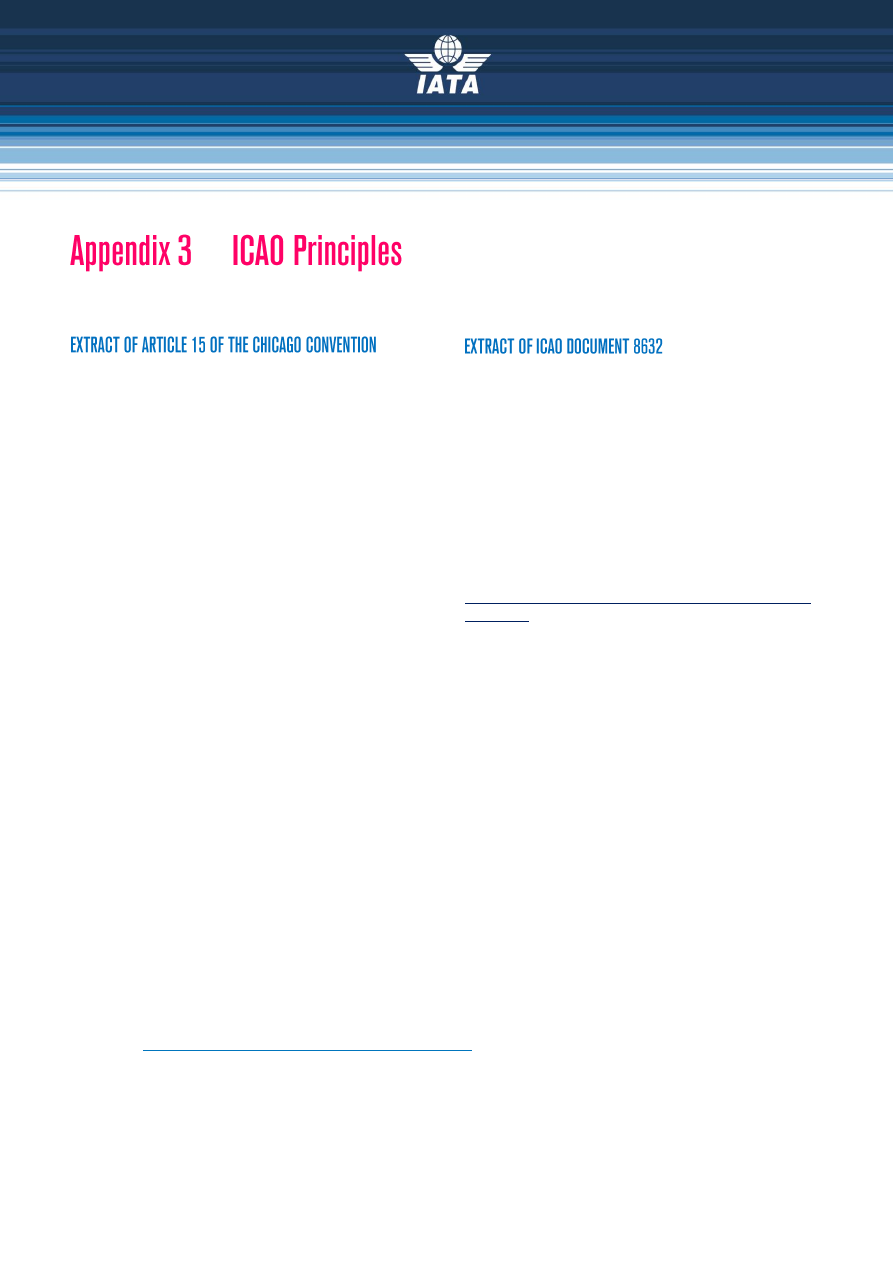 IATA
Appendix 3 ICAO Principles
EXTRACT OF ARTICLE 15 OF THE CHICAGO CONVENTION
EXTRACT OF ICAO DOCUMENT 8632